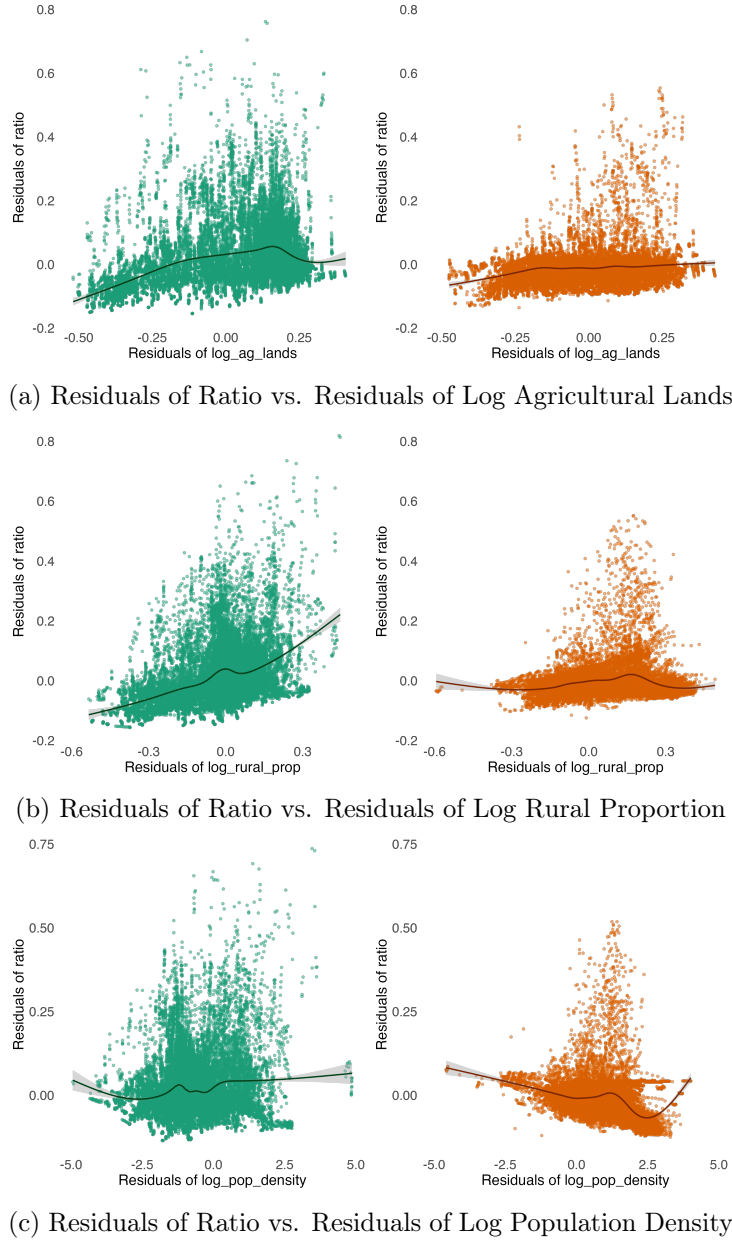 0.8
0.6
0.4
0.2
0.0
-0.2
Residuals of ratio
-0.50 -0.25 0.00 0.25
Residuals of log_ag_lands
0.8
0.6
0.4
0.2
0.0
-0.2
Residuals of ratio
-0.50 -0.25 0.00 0.25
Residuals of log_ag_lands
(a) Residuals of Ratio vs. Residuals of Log Agricultural Lands
0.8
0.6
0.4
0.2
0.0
-0.2
Residuals of ratio
-0.6 -0.3 0.0 0.3
Residuals of log_rural_prop
0.8
0.6
0.4
0.2
0.0
-0.2
Residuals of ratio
-0.6 -0.3 0.0 0.3
Residuals of log_rural_prop
(b) Residuals of Ratio vs. Residuals of Log Rural Proportion
0.75
0.50
0.25
0.00
Residuals of ratio
-5.0 -2.5 0.0 2.5 5.0
Residuals of log_pop_density
0.75
0.50
0.25
0.00
Residuals of ratio
-5.0 -2.5 0.0 2.5 5.0
Residuals of log_pop_density
(c) Residuals of Ratio vs. Residuals of Log Population Density